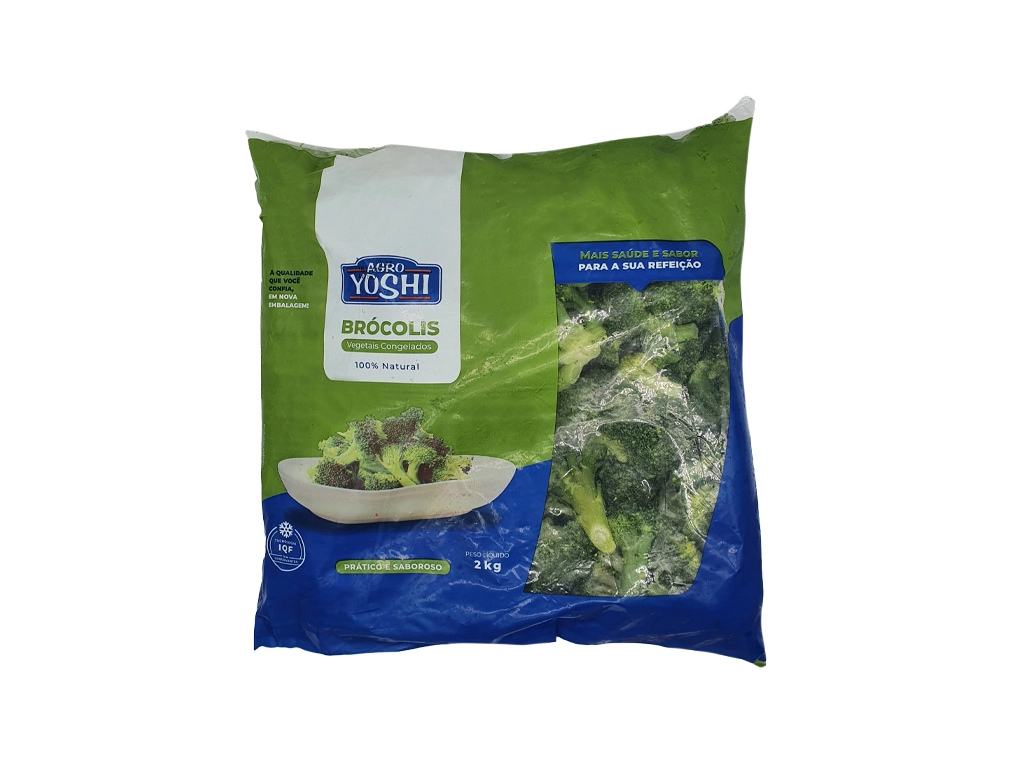 À QUALIDADE
QUE VOCÊ
CONFIA,
EM NOVA
EMBALAGEM!
AGRO
YOSHI
BRÓCOLIS
Vegetais Congelados
100% Natural
MAIS SAÚDE E SABOR
PARA A SUA REFEIÇÃO
IQF
PRÁTICO E SABOROSO
PESO LÍQUIDO
2 kg